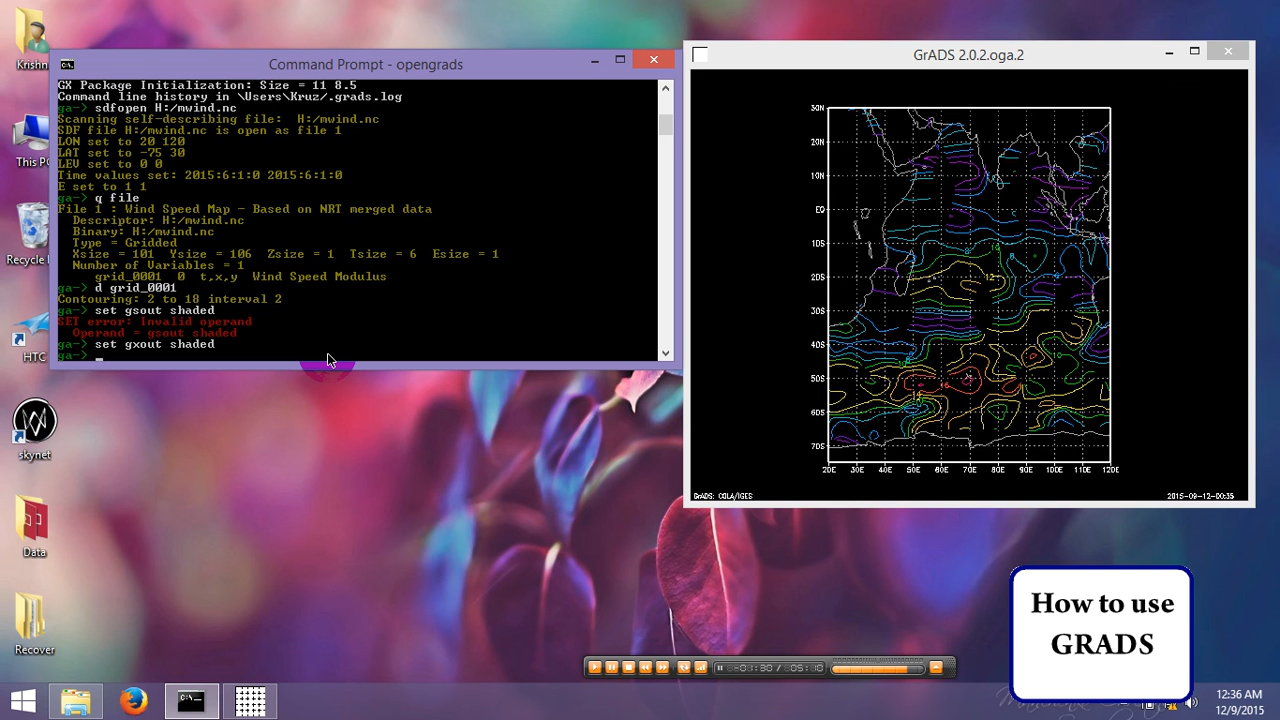 Krishn
This PC
Recycle
HTC
skynet
Data
Recover
Command Prompt - opengrads
GX Package Initialization: Size = 11 8.5
Command line history in \Users\Kruz/.grads.log
ga-> sdfopen H:/mwind.nc
Scanning self-describing file:  H:/mwind.nc
SDF file H:/mwind.nc is open as file 1
LON set to 20 120
LAT set to -75 30
LEV set to 0 0
Time values set: 2015:6:1:0 2015:6:1:0
E set to 1 1
ga-> q file
File 1 : Wind Speed Map - Based on NRT merged data
Descriptor: H:/mwind.nc
Binary: H:/mwind.nc
Type = Gridded
Xsize = 101  Ysize = 106  Zsize = 1  Tsize = 6  Esize = 1
Number of Variables = 1
grid_0001  0  t,x,y  Wind Speed Modulus
ga-> d grid_0001
Contouring: 2 to 18 interval 2
ga-> set gsout shaded
SET error: Invalid operand
Operand = gsout shaded
ga-> set gxout shaded
ga->
GrADS 2.0.2.oga.2
30N
20N
10N
EQ
10S
20S
30S
40S
50S
60S
70S
20E 30E 40E 50E 60E 70E 80E 90E 100E 110E 120E
12
10
GrADS: COLA/IGES
2015-09-12-00:35
How to use
GRADS
12:36 AM
12/9/2015